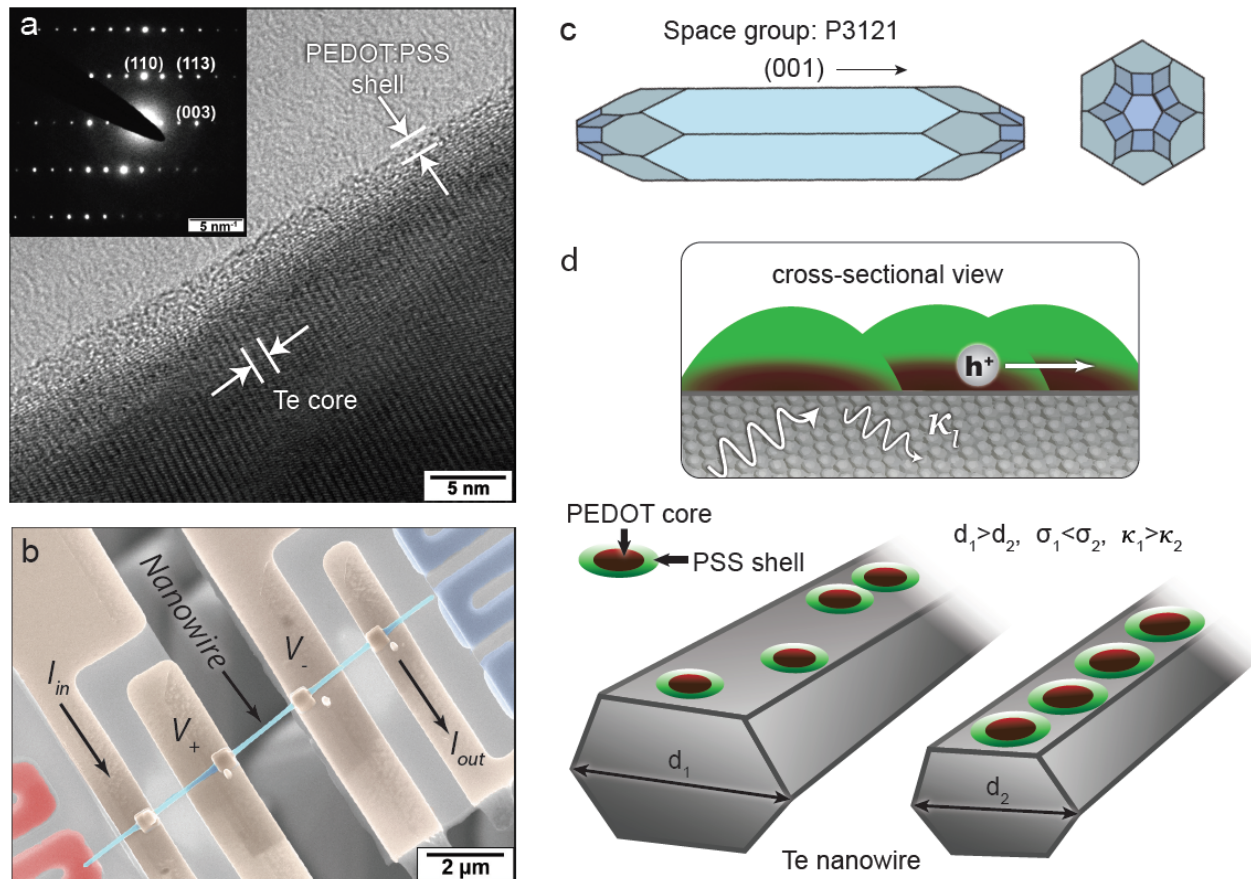 a
(110) (113)
(003)
5 nm⁻¹
PEDOT:PSS
shell
Te core
5 nm
b
Nanowire
I_in
V_+
V_-
I_out
2 μm
c
Space group: P3121
(001)
d
cross-sectional view
h⁺
κ_l
PEDOT core
PSS shell
d₁>d₂, σ₁<σ₂, κ₁>κ₂
d₁
d₂
Te nanowire